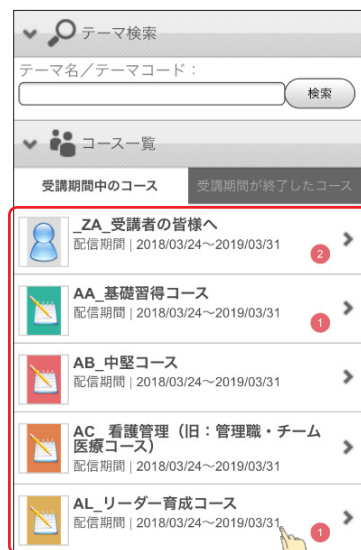 テーマ検索
テーマ名／テーマコード：
検索
コース一覧
受講期間中のコース
受講期間が終了したコース
_ZA_受講者の皆様へ
配信期間 | 2018/03/24～2019/03/31
2
AA_基礎習得コース
配信期間 | 2018/03/24～2019/03/31
1
AB_中堅コース
配信期間 | 2018/03/24～2019/03/31
AC_看護管理（旧：管理職・チーム
医療コース）
配信期間 | 2018/03/24～2019/03/31
AL_リーダー育成コース
配信期間 | 2018/03/24～2019/03/31
1